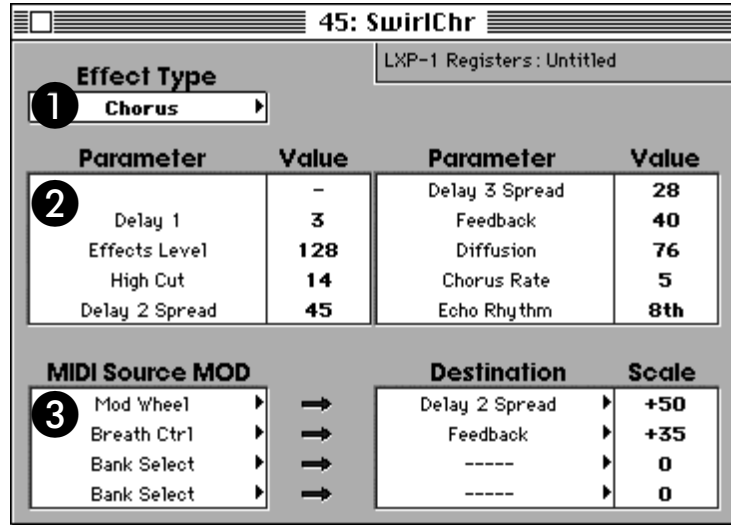 45: SwirlChr
LXP-1 Registers: Untitled
Effect Type
1 Chorus
Parameter Value Parameter Value
2 - Delay 3 Spread 28
Delay 1 3 Feedback 40
Effects Level 128 Diffusion 76
High Cut 14 Chorus Rate 5
Delay 2 Spread 45 Echo Rhythm 8th
MIDI Source MOD Destination Scale
3 Mod Wheel Delay 2 Spread +50
Breath Ctrl Feedback +35
Bank Select ----- 0
Bank Select ----- 0